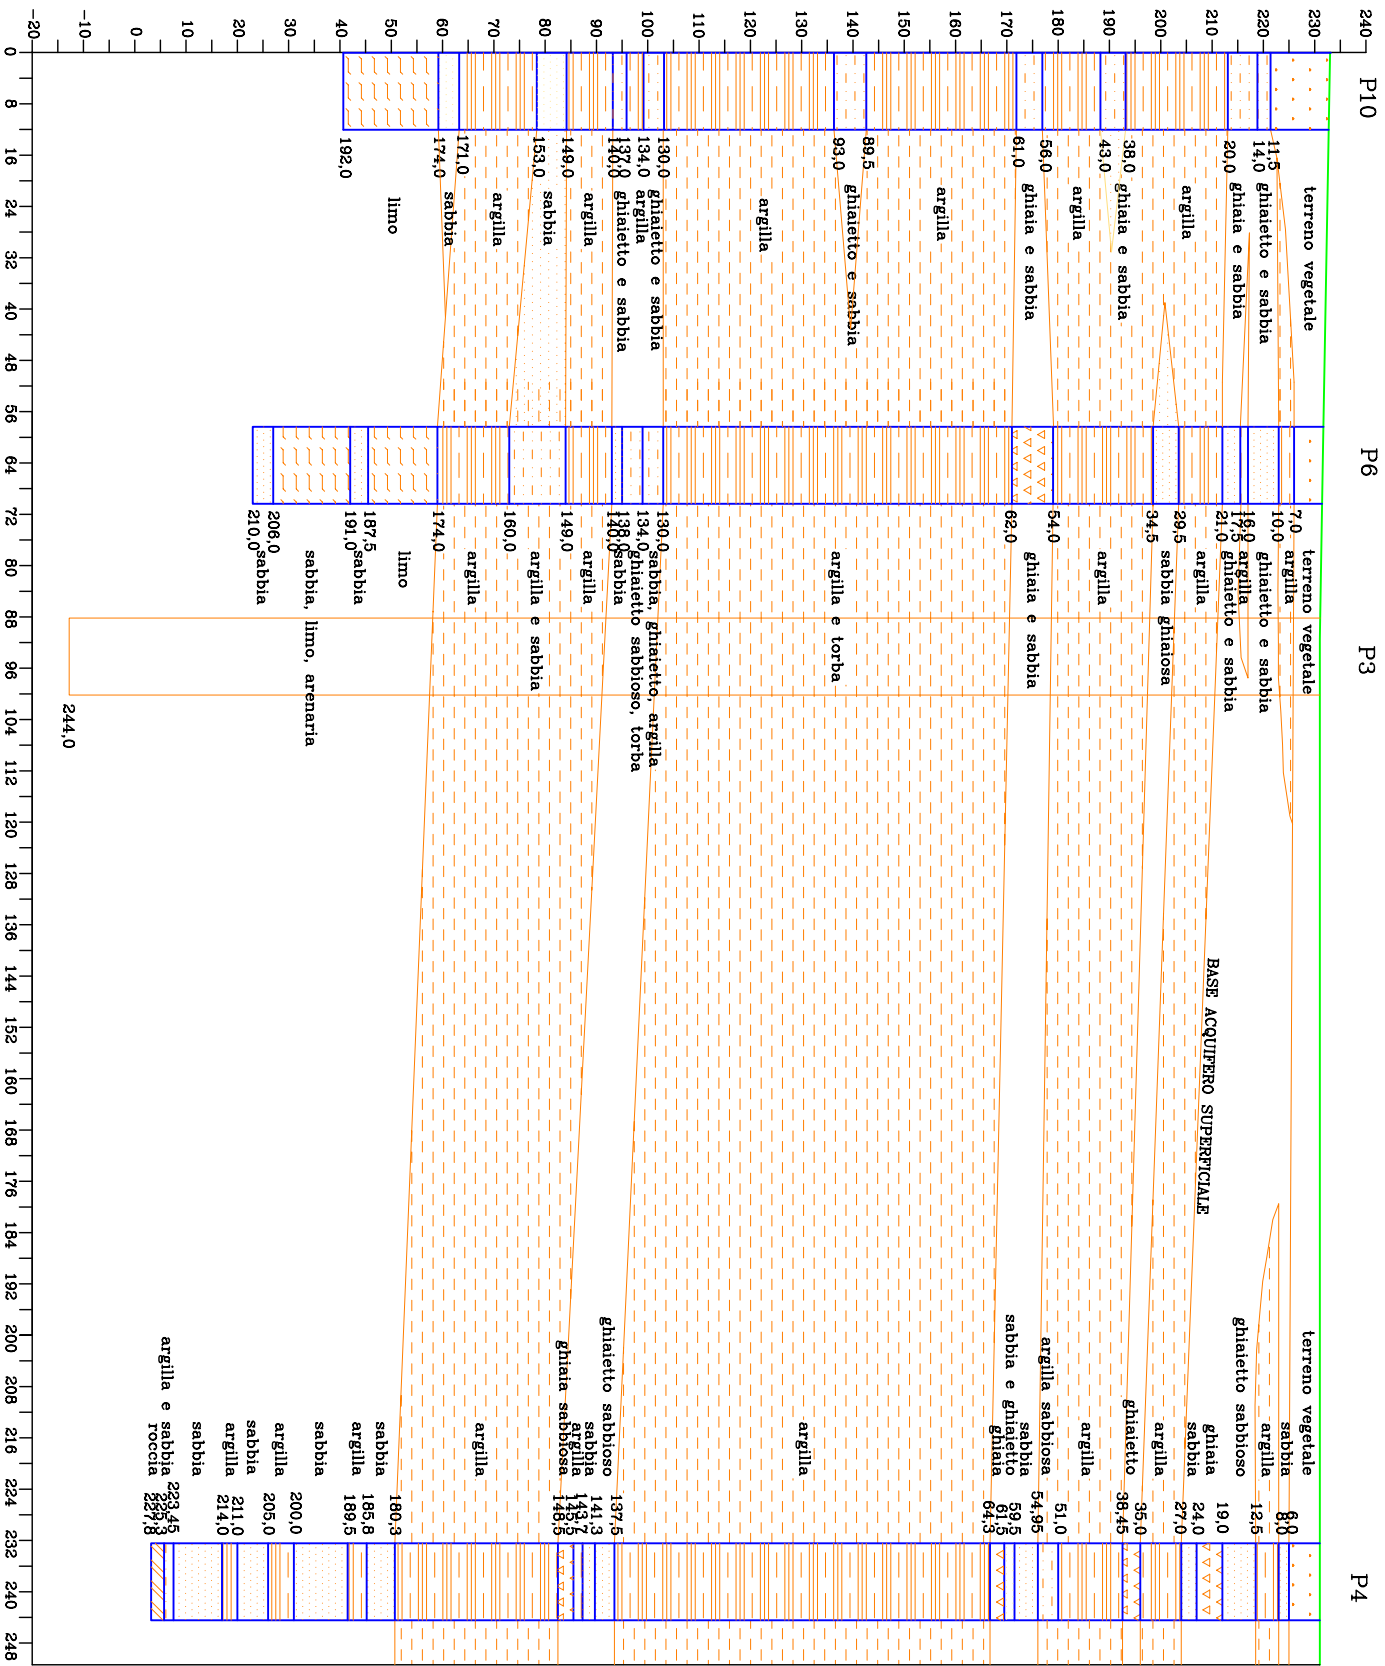 P10
P6
P3
P4
240
230
220
210
200
190
180
170
160
150
140
130
120
110
100
90
80
70
60
50
40
30
20
10
0
-10
-20
0
8
16
24
32
40
48
56
64
72
80
88
96
104
112
120
128
136
144
152
160
168
176
184
192
200
208
216
224
232
240
248
terreno vegetale
11,5
ghiaietto e sabbia
14,0
ghiaia e sabbia
20,0
argilla
38,0
ghiaia e sabbia
43,0
argilla
56,0
ghiaia e sabbia
61,0
argilla
89,5
ghiaietto e sabbia
93,0
argilla
130,0
ghiaietto e sabbia
134,0
argilla
137,0
ghiaietto e sabbia
140,0
argilla
149,0
sabbia
153,0
argilla
171,0
sabbia
174,0
limo
192,0
terreno vegetale
7,0
argilla
10,0
ghiaietto e sabbia
16,0
argilla
17,5
ghiaietto e sabbia
21,0
argilla
29,5
sabbia ghiaiosa
34,5
argilla
54,0
ghiaia e sabbia
62,0
argilla e torba
130,0
sabbia, ghiaietto, argilla
134,0
ghiaietto sabbioso, torba
138,0
sabbia
140,0
argilla
149,0
argilla e sabbia
160,0
argilla
174,0
limo
187,5
sabbia
191,0
sabbia, limo, arenaria
206,0
sabbia
210,0
244,0
BASE ACQUIFERO SUPERFICIALE
terreno vegetale
6,0
sabbia
8,0
argilla
12,5
ghiaietto sabbioso
19,0
ghiaia
24,0
sabbia
27,0
argilla
35,0
ghiaietto
38,45
argilla
51,0
argilla sabbiosa
54,95
sabbia
59,5
sabbia e ghiaietto
61,5
ghiaia
64,3
argilla
137,5
ghiaietto sabbioso
141,3
sabbia
143,7
argilla
145,5
ghiaia sabbiosa
148,5
argilla
180,3
sabbia
185,8
argilla
189,5
sabbia
200,0
argilla
205,0
sabbia
211,0
argilla
214,0
sabbia
223,45
argilla e sabbia
225,3
roccia
227,8